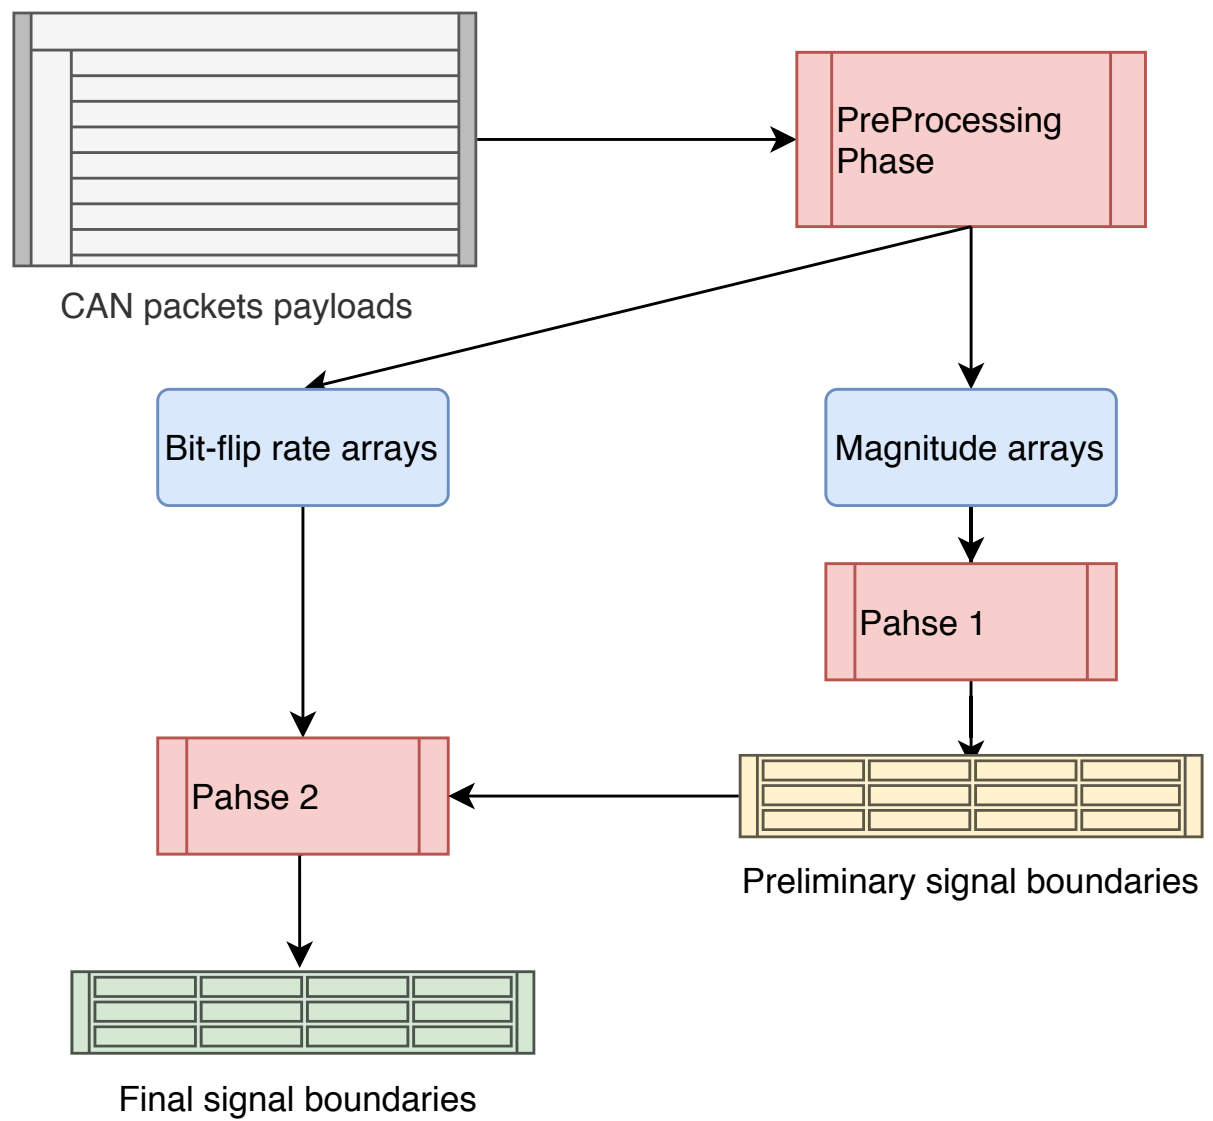 PreProcessing
Phase
CAN packets payloads
Bit-flip rate arrays
Magnitude arrays
Pahse 1
Pahse 2
Preliminary signal boundaries
Final signal boundaries